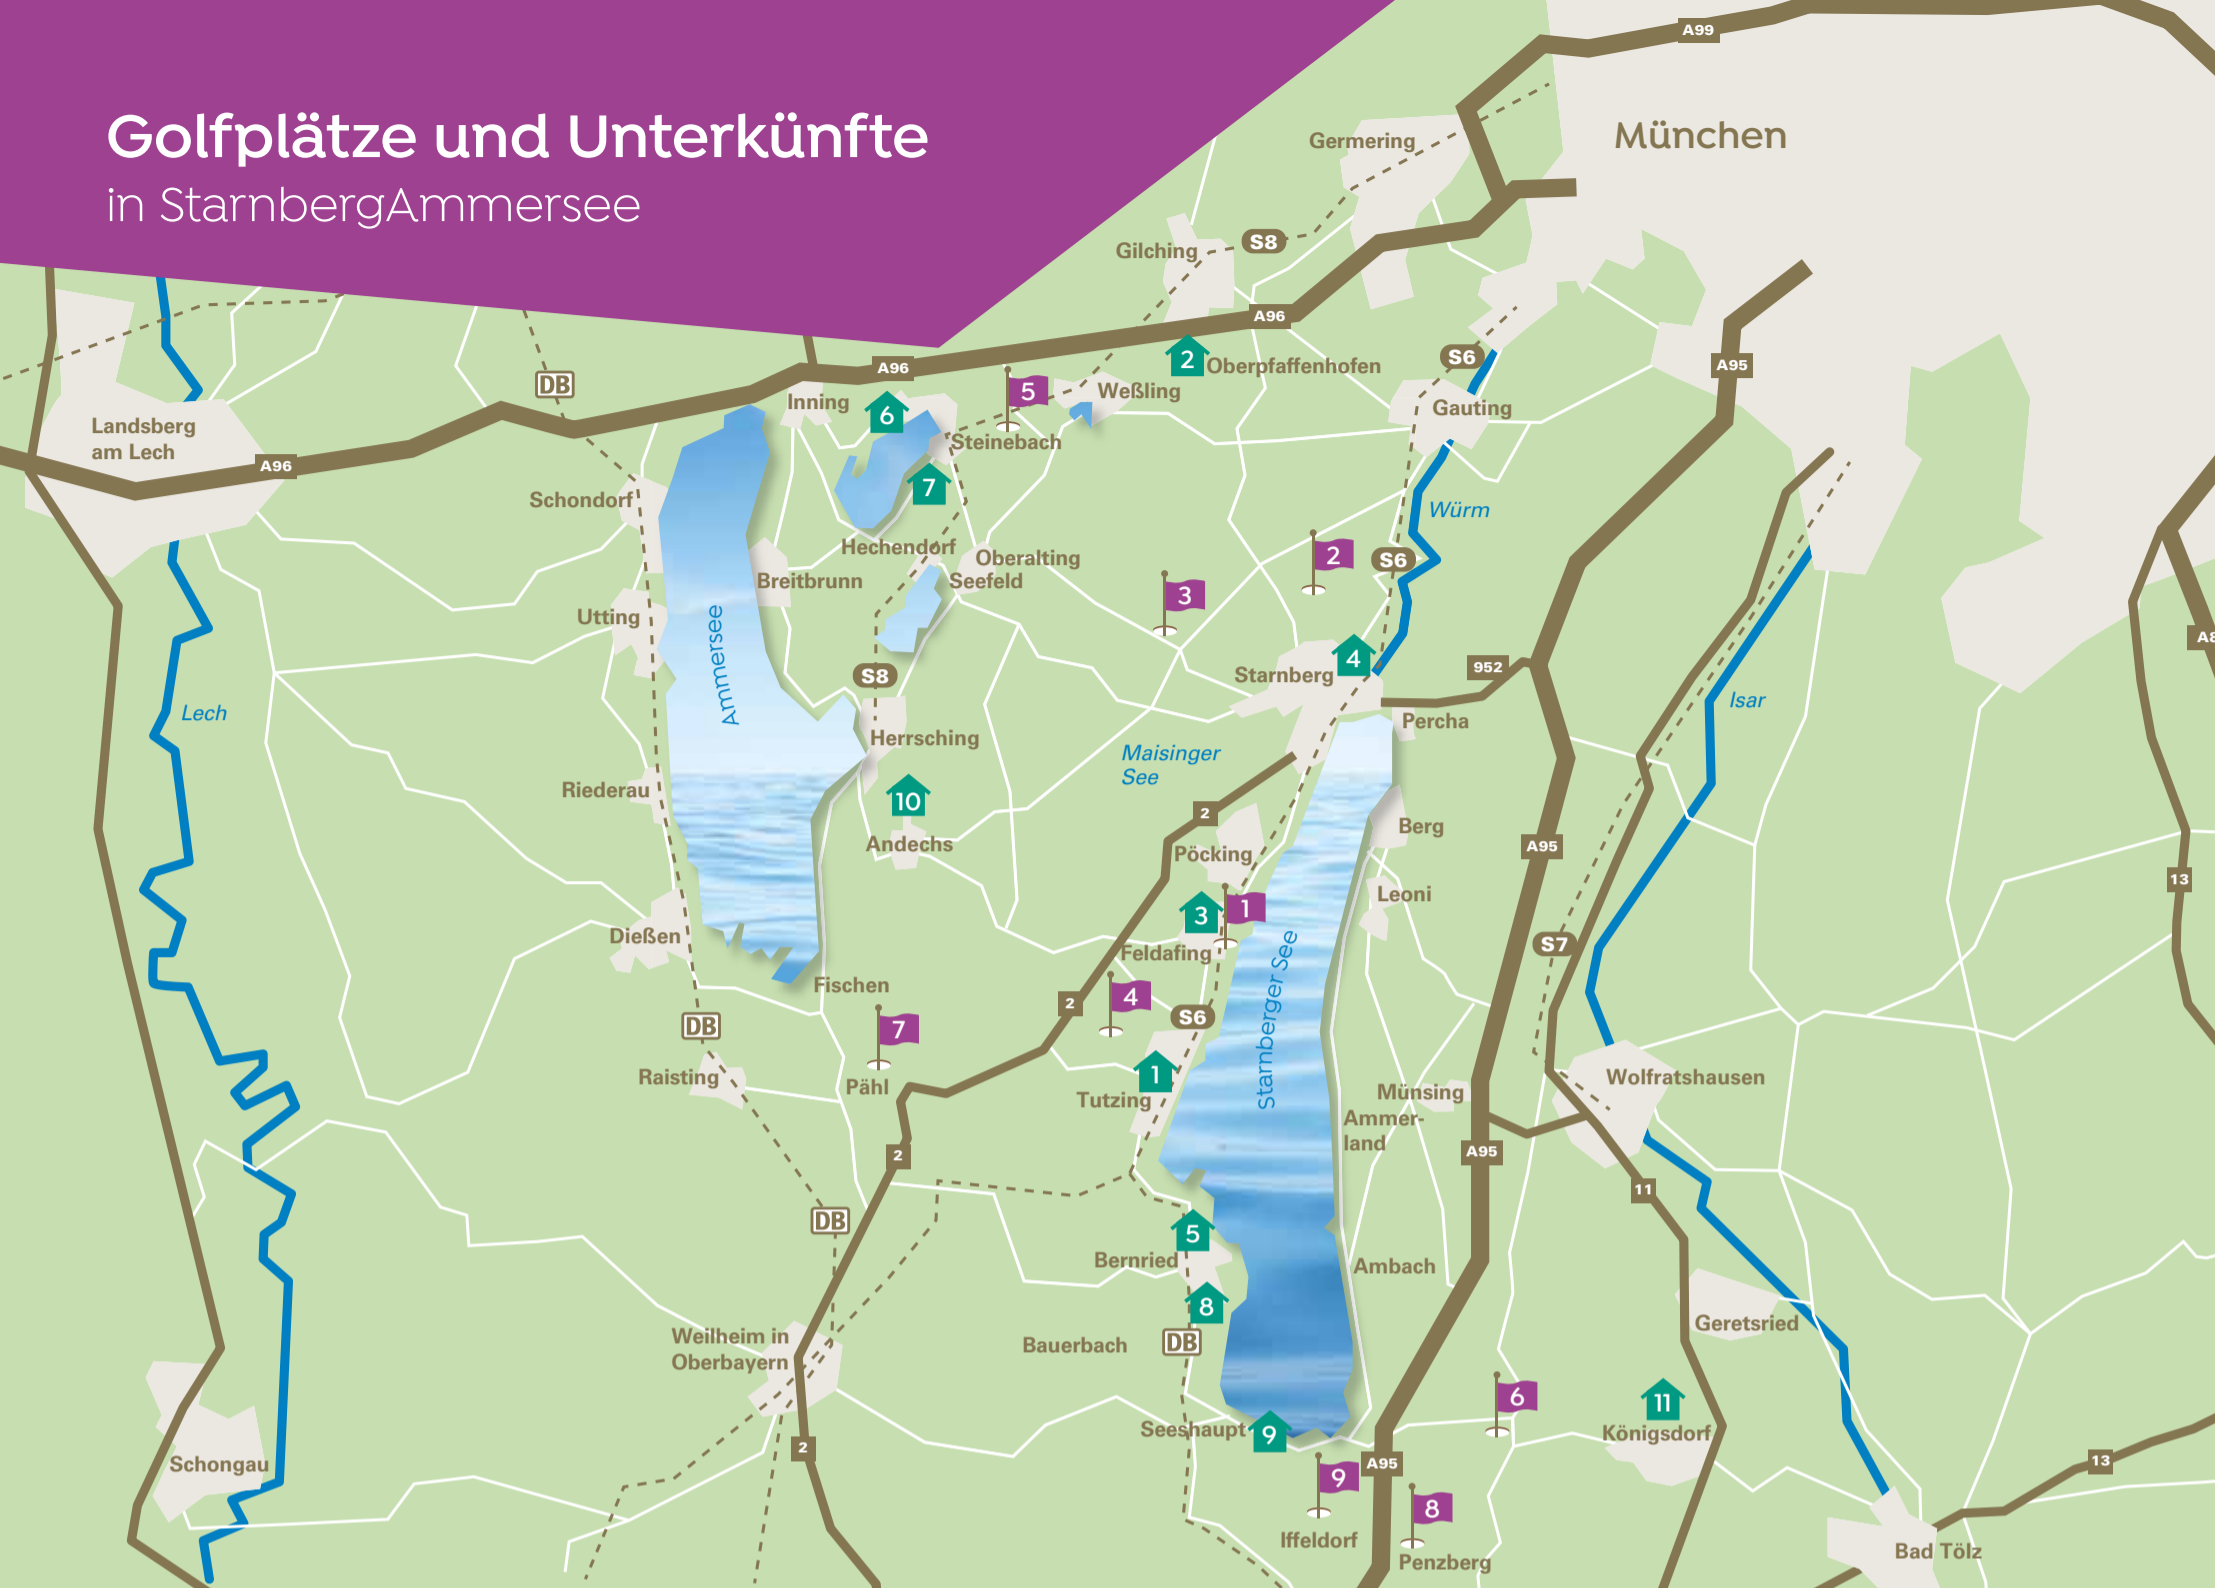 Golfplätze und Unterkünfte
in StarnbergAmmersee
A99
München
Germering
S8
Gilching
A96
2
Oberpfaffenhofen
S6
A95
A96
DB
5
Weßling
Inning
6
Gauting
Steinebach
Landsberg
am Lech
A96
7
Schondorf
Würm
Hechendorf
Oberalting
2
S6
Breitbrunn
Seefeld
3
Utting
A8
Ammersee
4
Starnberg
952
S8
Lech
Isar
Percha
Herrsching
Maisinger
See
Riederau
10
2
Berg
Andechs
Pöcking
A95
13
Leoni
3
1
Dießen
Feldafing
S7
Starnberger See
Fischen
4
2
S6
DB
7
Raisting
Pähl
1
Tutzing
Münsing
Wolfratshausen
Ammer-
land
2
A95
11
DB
5
Bernried
Ambach
8
Geretsried
Weilheim in
Oberbayern
Bauerbach
DB
6
11
Seeshaupt
9
Königsdorf
2
Schongau
A95
13
9
8
Iffeldorf
Penzberg
Bad Tölz